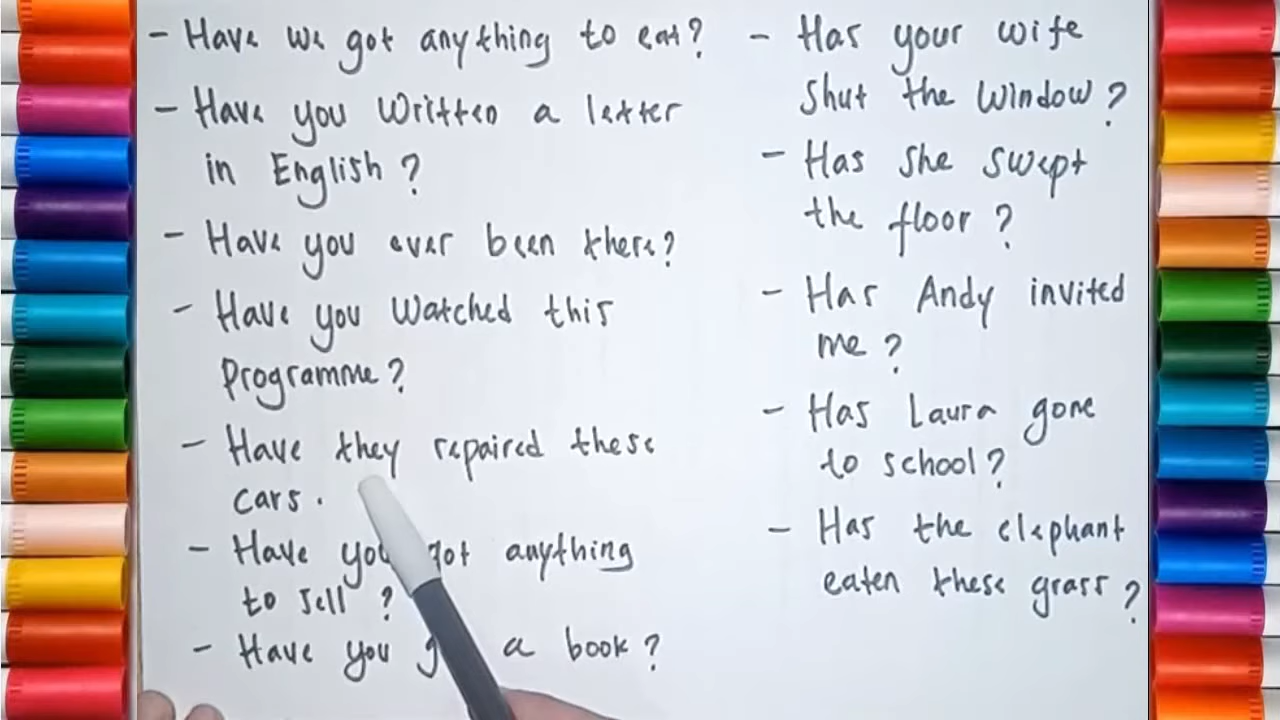 - Have we got anything to eat?
- Have you written a letter
in English?
- Have you ever been there?
- Have you watched this
Programme?
- Have they repaired these
cars.
- Have you got anything
to sell?
- Have you a book?
- Has your wife
shut the window?
- Has she swept
the floor?
- Has Andy invited
me?
- Has Laura gone
to school?
- Has the elephant
eaten these grass?